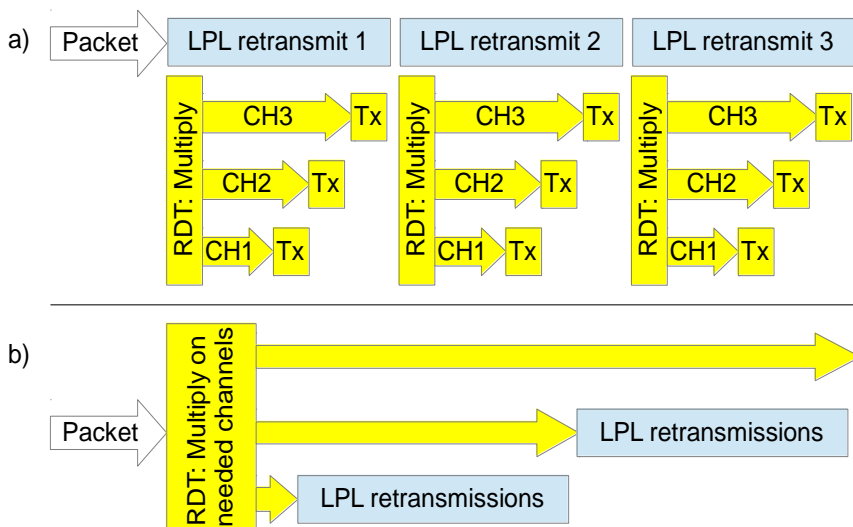 a)
Packet
LPL retransmit 1
LPL retransmit 2
LPL retransmit 3
RDT: Multiply
CH3
Tx
CH2
Tx
CH1
Tx
RDT: Multiply
CH3
Tx
CH2
Tx
CH1
Tx
RDT: Multiply
CH3
Tx
CH2
Tx
CH1
Tx
b)
Packet
RDT: Multiply on
needed channels
LPL retransmissions
LPL retransmissions